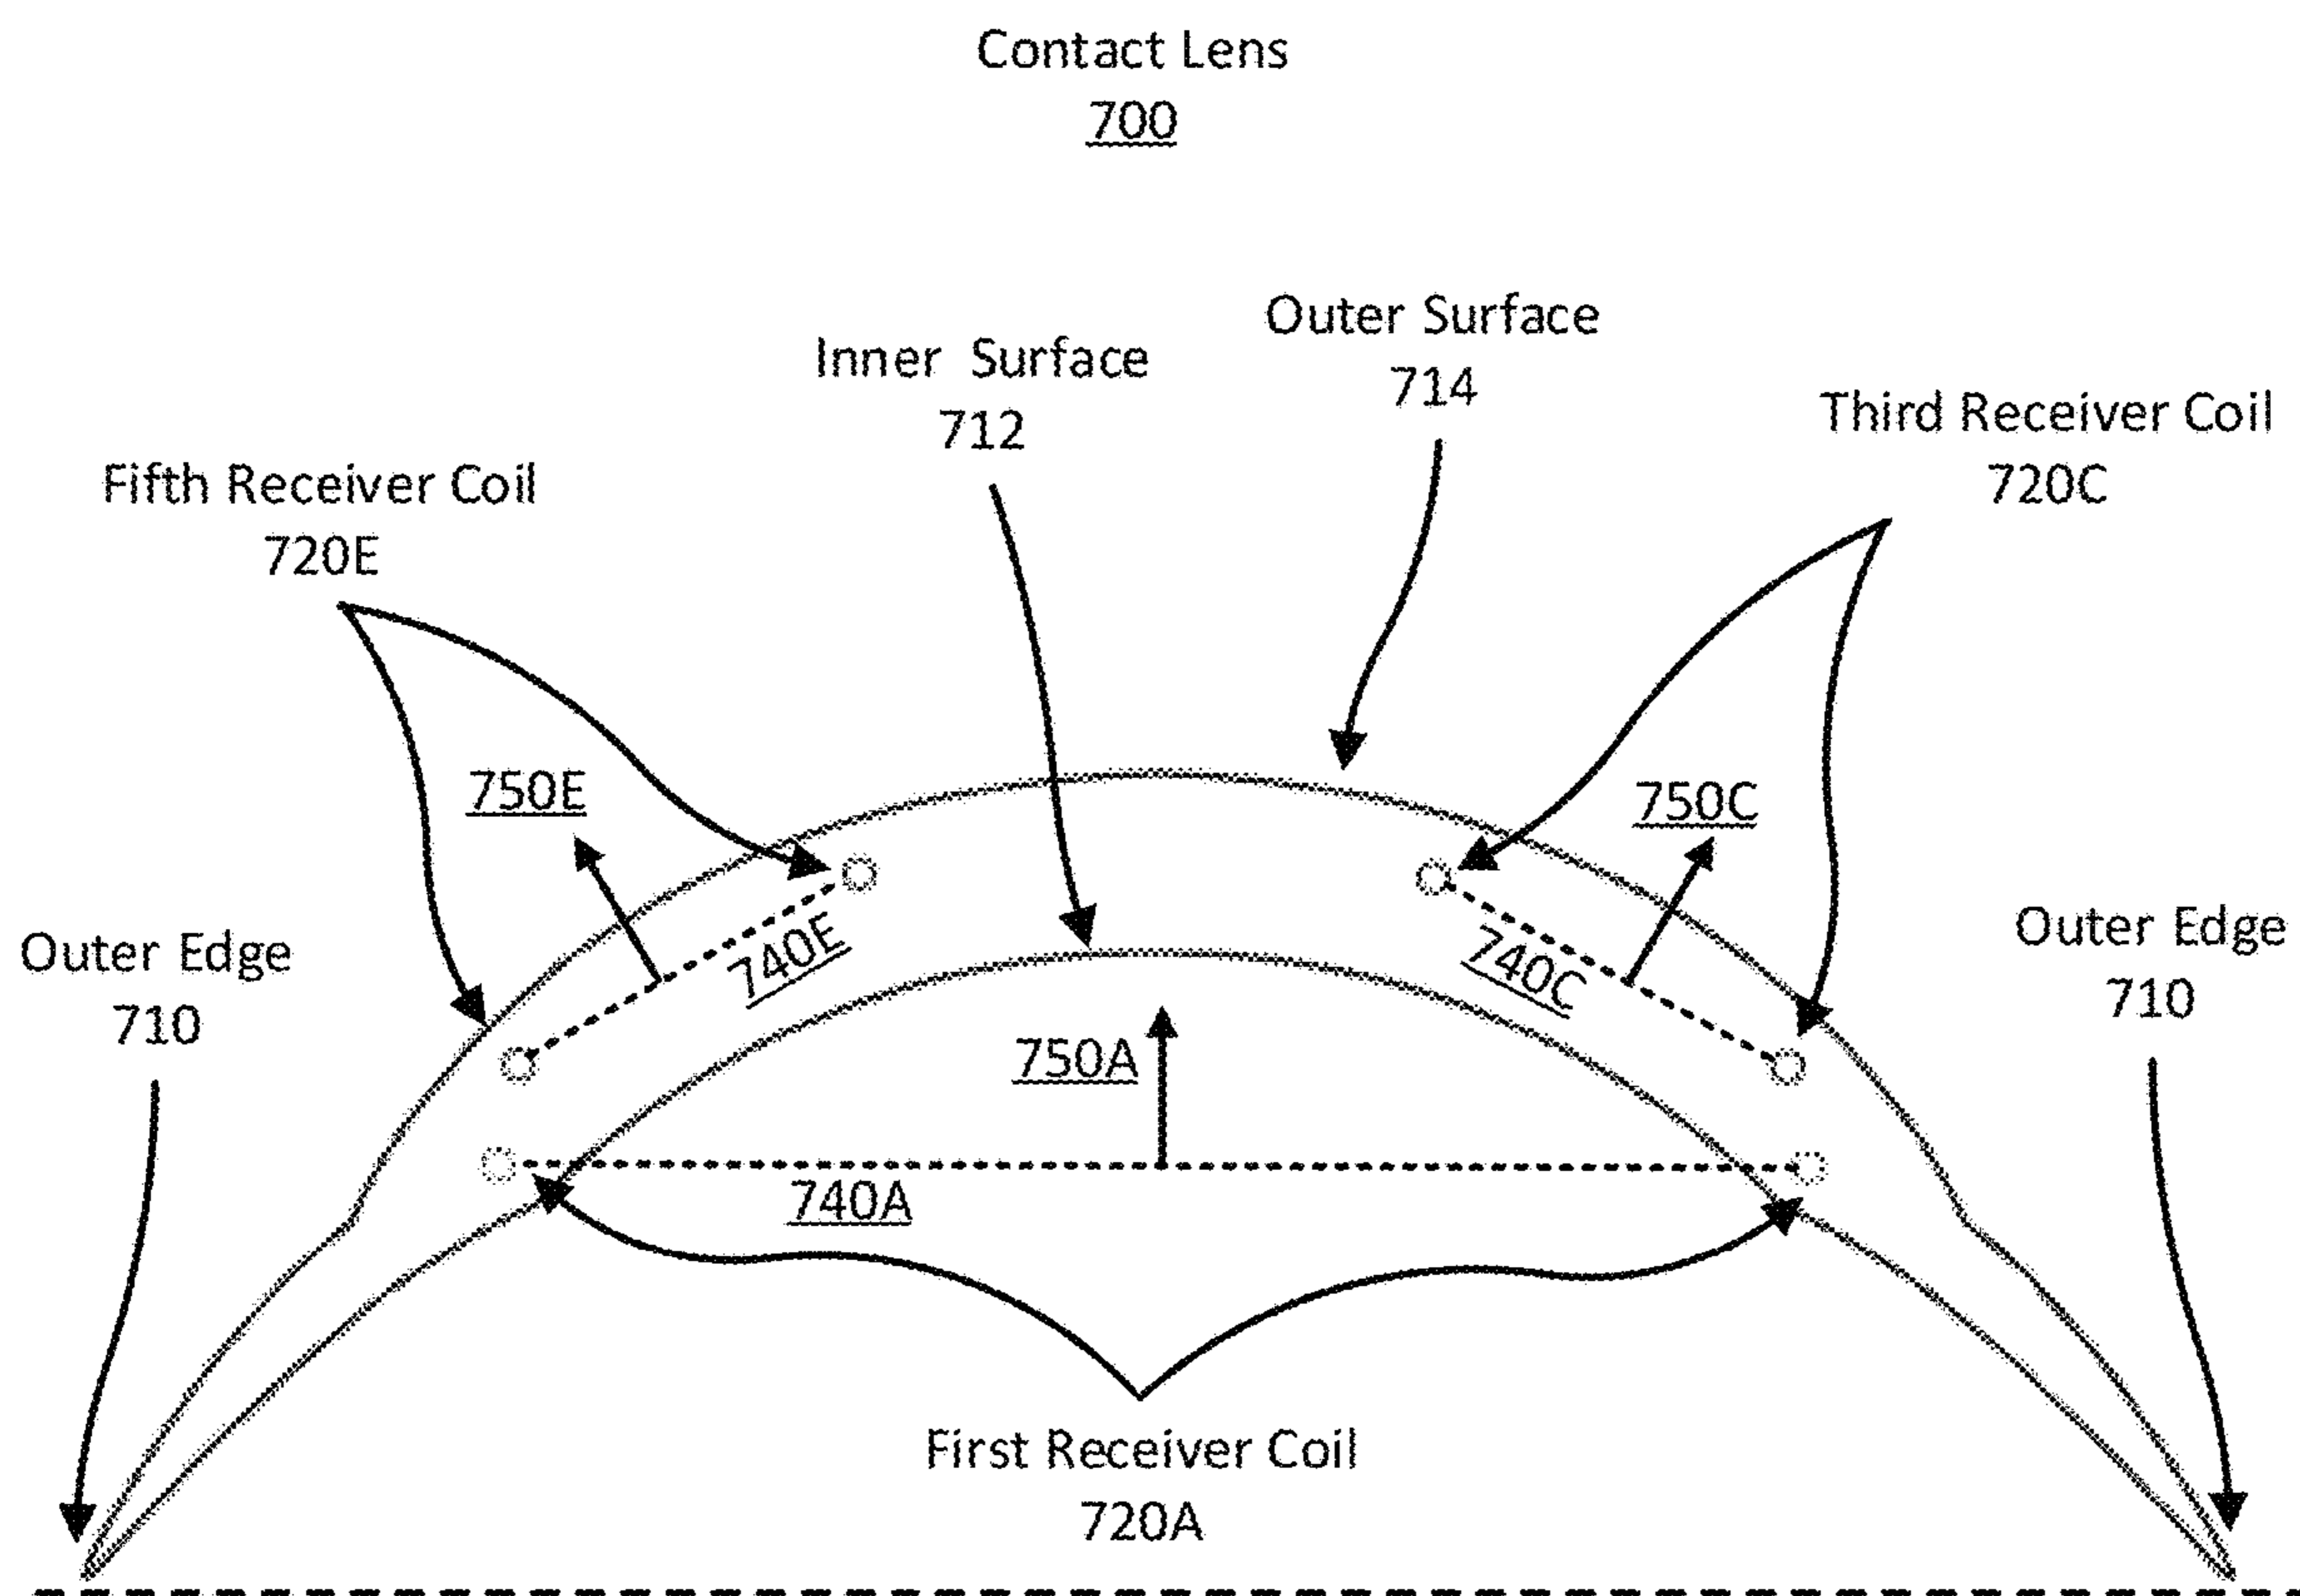 Contact Lens
700
Outer Surface
714
Inner Surface
712
Third Receiver Coil
720C
Fifth Receiver Coil
720E
750E
750C
Outer Edge
710
740E
740C
Outer Edge
710
750A
740A
First Receiver Coil
720A